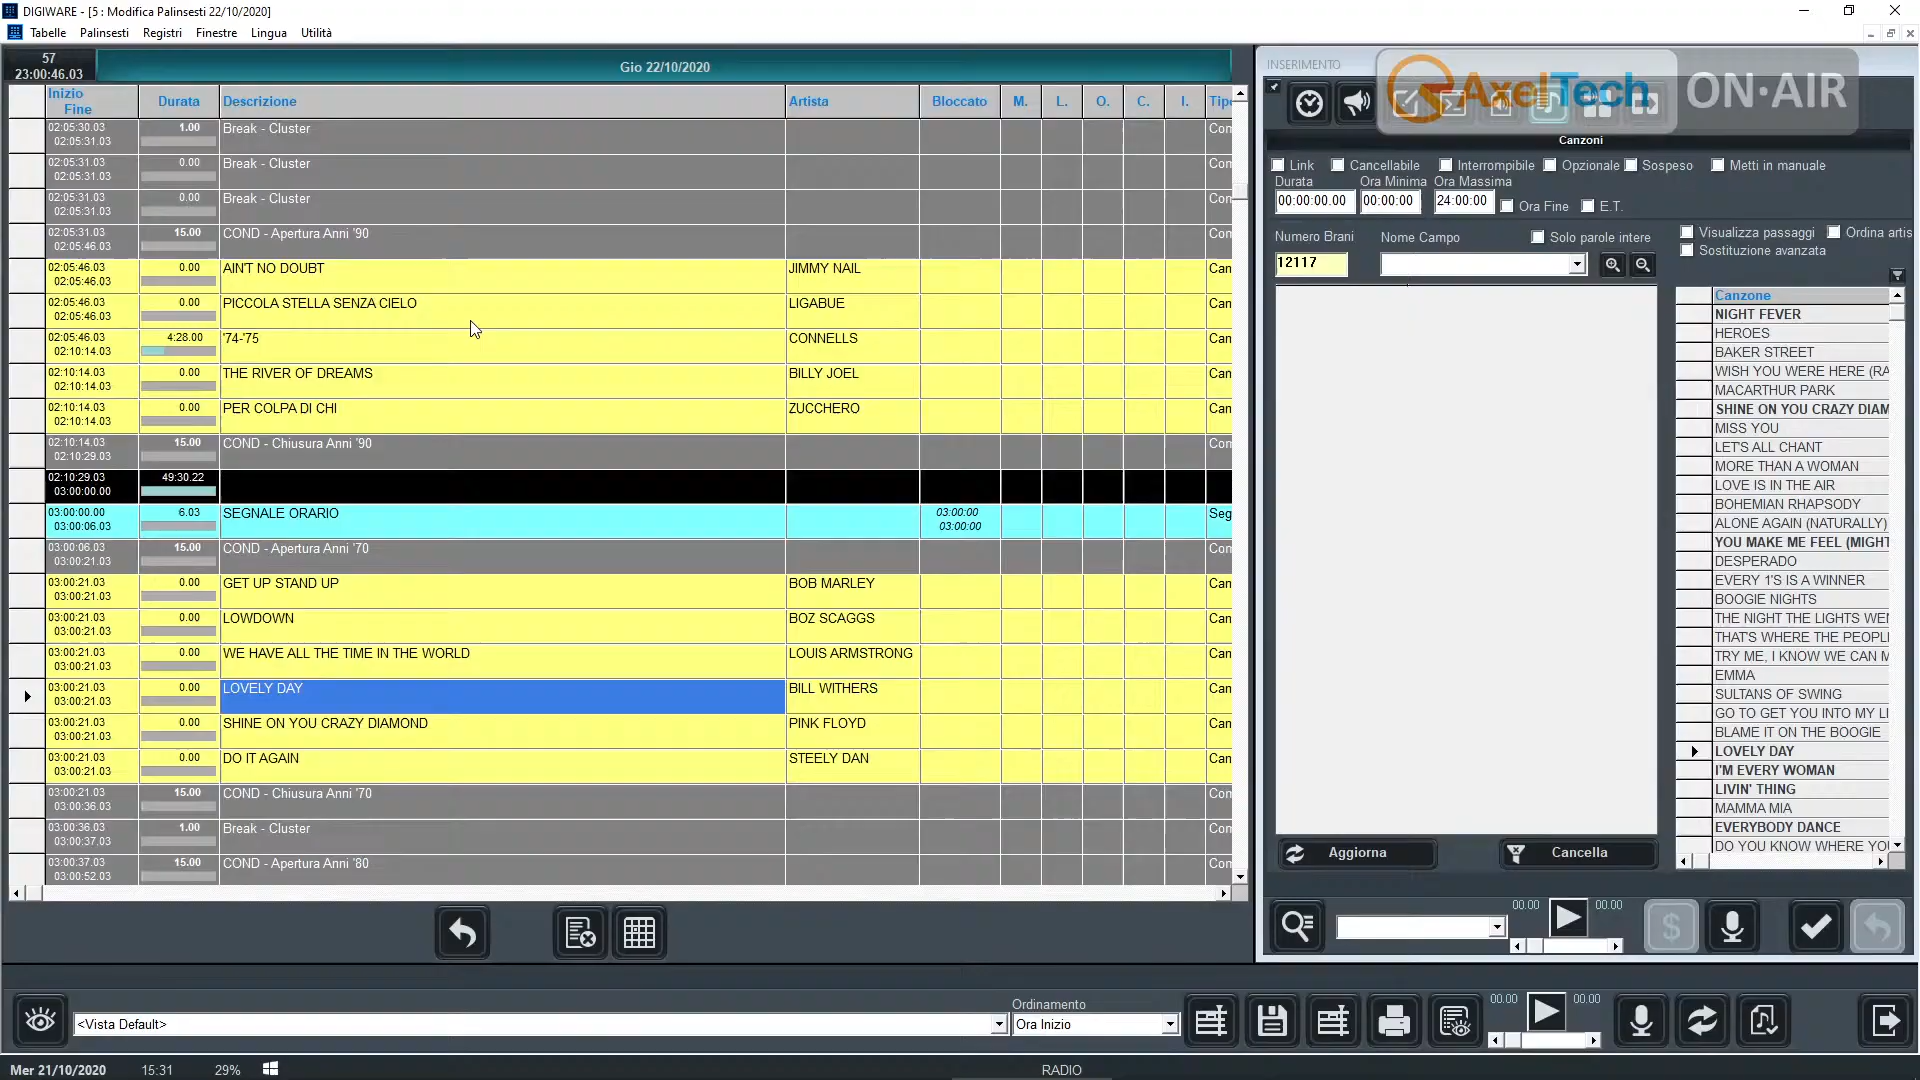 DIGIWARE - [5 : Modifica Palinsesti 22/10/2020]
Tabelle Palinsesti Registri Finestre Lingua Utilità
57
23:00:46.03
Gio 22/10/2020
Inizio
Fine
Durata Descrizione Artista Bloccato M. L. O. C. I. Tipo
02:05:30.03 1.00 Break - Cluster Com
02:05:31.03
02:05:31.03 0.00 Break - Cluster
02:05:31.03
02:05:31.03 0.00 Break - Cluster Com
02:05:31.03
02:05:31.03 15.00 COND - Apertura Anni '90 Com
02:05:46.03
02:05:46.03 0.00 AIN'T NO DOUBT JIMMY NAIL Can
02:05:46.03
02:05:46.03 0.00 PICCOLA STELLA SENZA CIELO LIGABUE Can
02:05:46.03
02:05:46.03 4:28.00 '74-'75 CONNELLS Can
02:10:14.03
02:10:14.03 0.00 THE RIVER OF DREAMS BILLY JOEL Can
02:10:14.03
02:10:14.03 0.00 PER COLPA DI CHI ZUCCHERO Can
02:10:14.03
02:10:14.03 15.00 COND - Chiusura Anni '90 Com
02:10:29.03
02:10:29.03 49:30.22
03:00:00.00
03:00:00.00 6.03 SEGNALE ORARIO 03:00:00 Seg
03:00:06.03 03:00:00
03:00:06.03 15.00 COND - Apertura Anni '70 Com
03:00:21.03
03:00:21.03 0.00 GET UP STAND UP BOB MARLEY Can
03:00:21.03
03:00:21.03 0.00 LOWDOWN BOZ SCAGGS Can
03:00:21.03
03:00:21.03 0.00 WE HAVE ALL THE TIME IN THE WORLD LOUIS ARMSTRONG Can
03:00:21.03
03:00:21.03 0.00 LOVELY DAY BILL WITHERS Can
03:00:21.03
03:00:21.03 0.00 SHINE ON YOU CRAZY DIAMOND PINK FLOYD Can
03:00:21.03
03:00:21.03 0.00 DO IT AGAIN STEELY DAN Can
03:00:21.03
03:00:21.03 15.00 COND - Chiusura Anni '70 Com
03:00:36.03
03:00:36.03 1.00 Break - Cluster Com
03:00:37.03
03:00:37.03 15.00 COND - Apertura Anni '80 Com
03:00:52.03
INSERIMENTO
AxelTech ON·AIR
Canzoni
Link Cancellabile Interrompibile Opzionale Sospeso Metti in manuale
Durata Ora Minima Ora Massima
00:00:00.00 00:00:00 24:00:00 Ora Fine E.T.
Numero Brani Nome Campo Solo parole intere Visualizza passaggi Ordina artis
Sostituzione avanzata
12117
Canzone
NIGHT FEVER
HEROES
BAKER STREET
WISH YOU WERE HERE (RA
MACARTHUR PARK
SHINE ON YOU CRAZY DIAM
MISS YOU
LET'S ALL CHANT
MORE THAN A WOMAN
LOVE IS IN THE AIR
BOHEMIAN RHAPSODY
ALONE AGAIN (NATURALLY)
YOU MAKE ME FEEL (MIGHT
DESPERADO
EVERY 1'S IS A WINNER
BOOGIE NIGHTS
THE NIGHT THE LIGHTS WEN
THAT'S WHERE THE PEOPL
TRY ME, I KNOW WE CAN M
EMMA
SULTANS OF SWING
GO TO GET YOU INTO MY LI
BLAME IT ON THE BOOGIE
LOVELY DAY
I'M EVERY WOMAN
LIVIN' THING
MAMMA MIA
EVERYBODY DANCE
DO YOU KNOW WHERE YO
Aggiorna Cancella
00.00 00.00
$
Ordinamento
<Vista Default> Ora Inizio
00.00 00.00
Mer 21/10/2020 15:31 29% RADIO